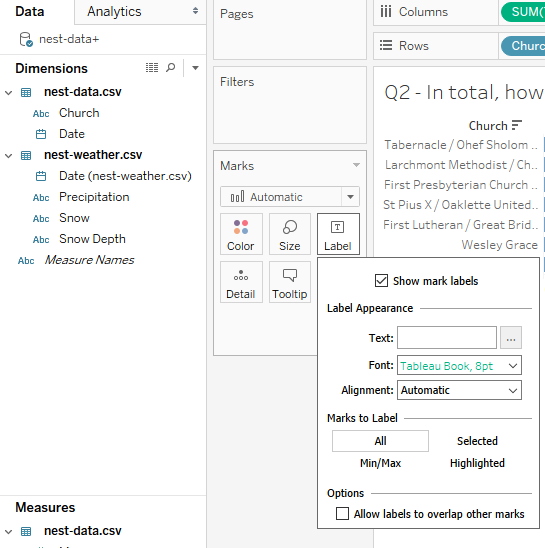 Data
Analytics
nest-data+
Dimensions
nest-data.csv
Abc Church
Date
nest-weather.csv
Date (nest-weather.csv)
Abc Precipitation
Abc Snow
Abc Snow Depth
Abc Measure Names
Measures
nest-data.csv
Pages
Filters
Marks
Automatic
Color
Size
Label
Detail
Tooltip
Show mark labels
Label Appearance
Text:
...
Font: Tableau Book, 8pt
Alignment: Automatic
Marks to Label
All
Selected
Min/Max
Highlighted
Options
Allow labels to overlap other marks
Columns
SUM(
Rows
Churc
Q2 - In total, how
Church
Tabernacle / Ohef Sholom ..
Larchmont Methodist / Ch..
First Presbyterian Church ..
St Pius X / Oaklette United..
First Lutheran / Great Brid..
Wesley Grace